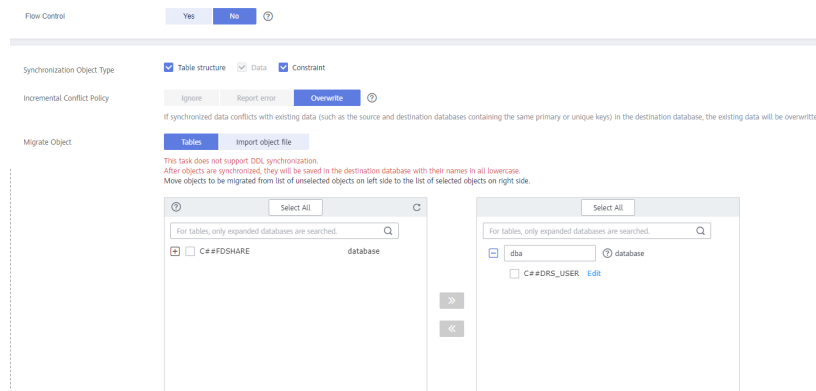 Flow Control
Yes
No
Synchronization Object Type
Table structure
Data
Constraint
Incremental Conflict Policy
Ignore
Report error
Overwrite
If synchronized data conflicts with existing data (such as the source and destination databases containing the same primary or unique keys) in the destination database, the existing data will be overwritte
Migrate Object
Tables
Import object file
This task does not support DDL synchronization.
After objects are synchronized, they will be saved in the destination database with their names in all lowercase.
Move objects to be migrated from list of unselected objects on left side to the list of selected objects on right side.
Select All
For tables, only expanded databases are searched.
C##FDSHARE
database
Select All
For tables, only expanded databases are searched.
dba
database
C##DRS_USER
Edit